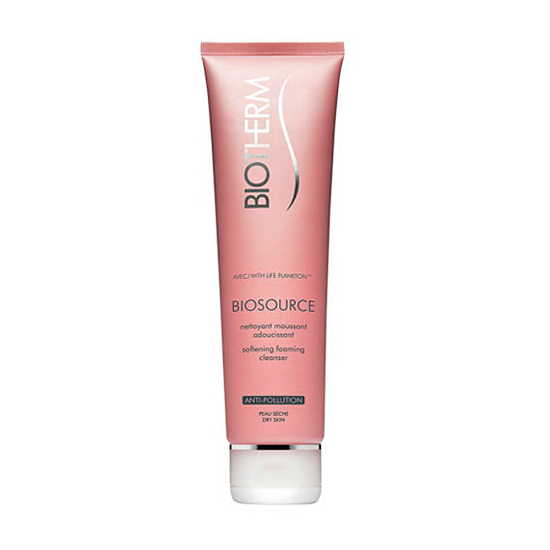 BIOTHERM
AVEC/WITH LIFE PLANKTON™
BIOSOURCE
nettoyant moussant
adoucissant
softening foaming
cleanser
ANTI-POLLUTION
PEAU SÈCHE
DRY SKIN